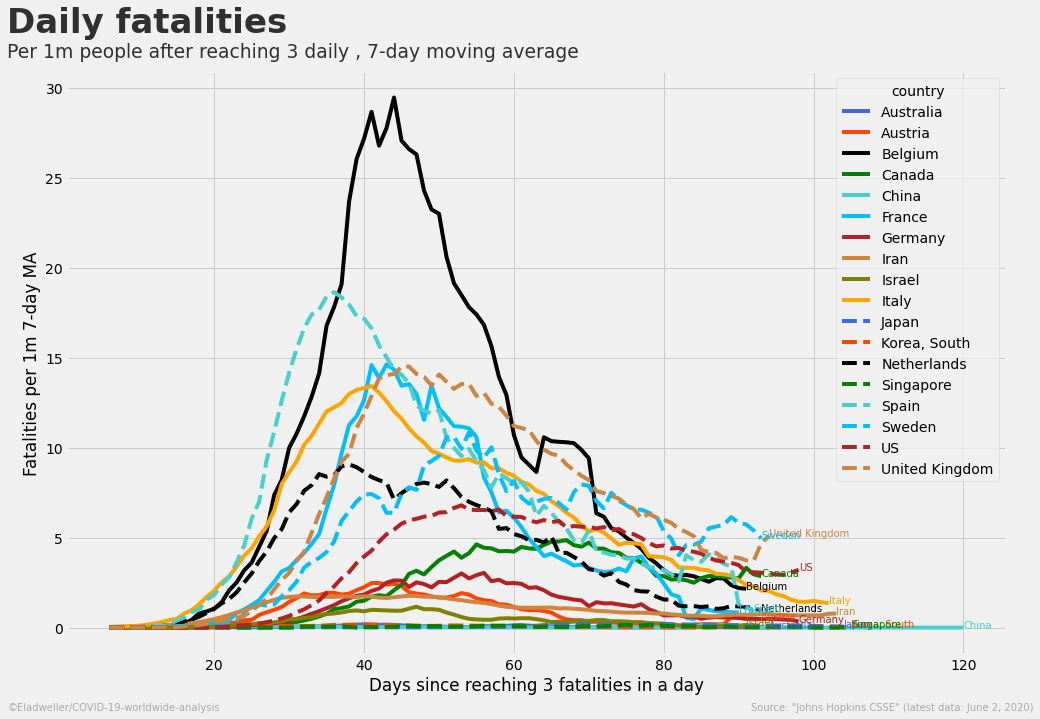 Daily fatalities
Per 1m people after reaching 3 daily , 7-day moving average
Fatalities per 1m 7-day MA
30
25
20
15
10
5
0
country
Australia
Austria
Belgium
Canada
China
France
Germany
Iran
Israel
Italy
Japan
Korea, South
Netherlands
Singapore
Spain
Sweden
US
United Kingdom
United Kingdom
Sweden
US
Canada
Belgium
Italy
Netherlands
Iran
Germany
Singapore
South
China
20
40
60
80
100
120
Days since reaching 3 fatalities in a day
©Eladweller/COVID-19-worldwide-analysis
Source: "Johns Hopkins CSSE" (latest data: June 2, 2020)